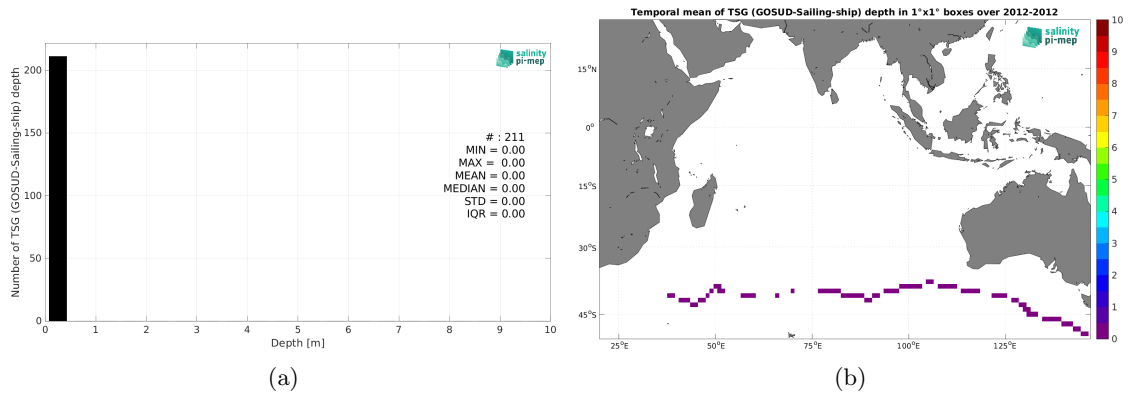 salinity
pi-mep
Number of TSG (GOSUD-Sailing-ship) depth
200
150
100
50
0
# : 211
MIN = 0.00
MAX = 0.00
MEAN = 0.00
MEDIAN = 0.00
STD = 0.00
IQR = 0.00
0 1 2 3 4 5 6 7 8 9 10
Depth [m]
(a)
Temporal mean of TSG (GOSUD-Sailing-ship) depth in 1°x1° boxes over 2012-2012
salinity
pi-mep
15°N
0°
15°S
30°S
45°S
25°E 50°E 75°E 100°E 125°E
10
9
8
7
6
5
4
3
2
1
0
(b)